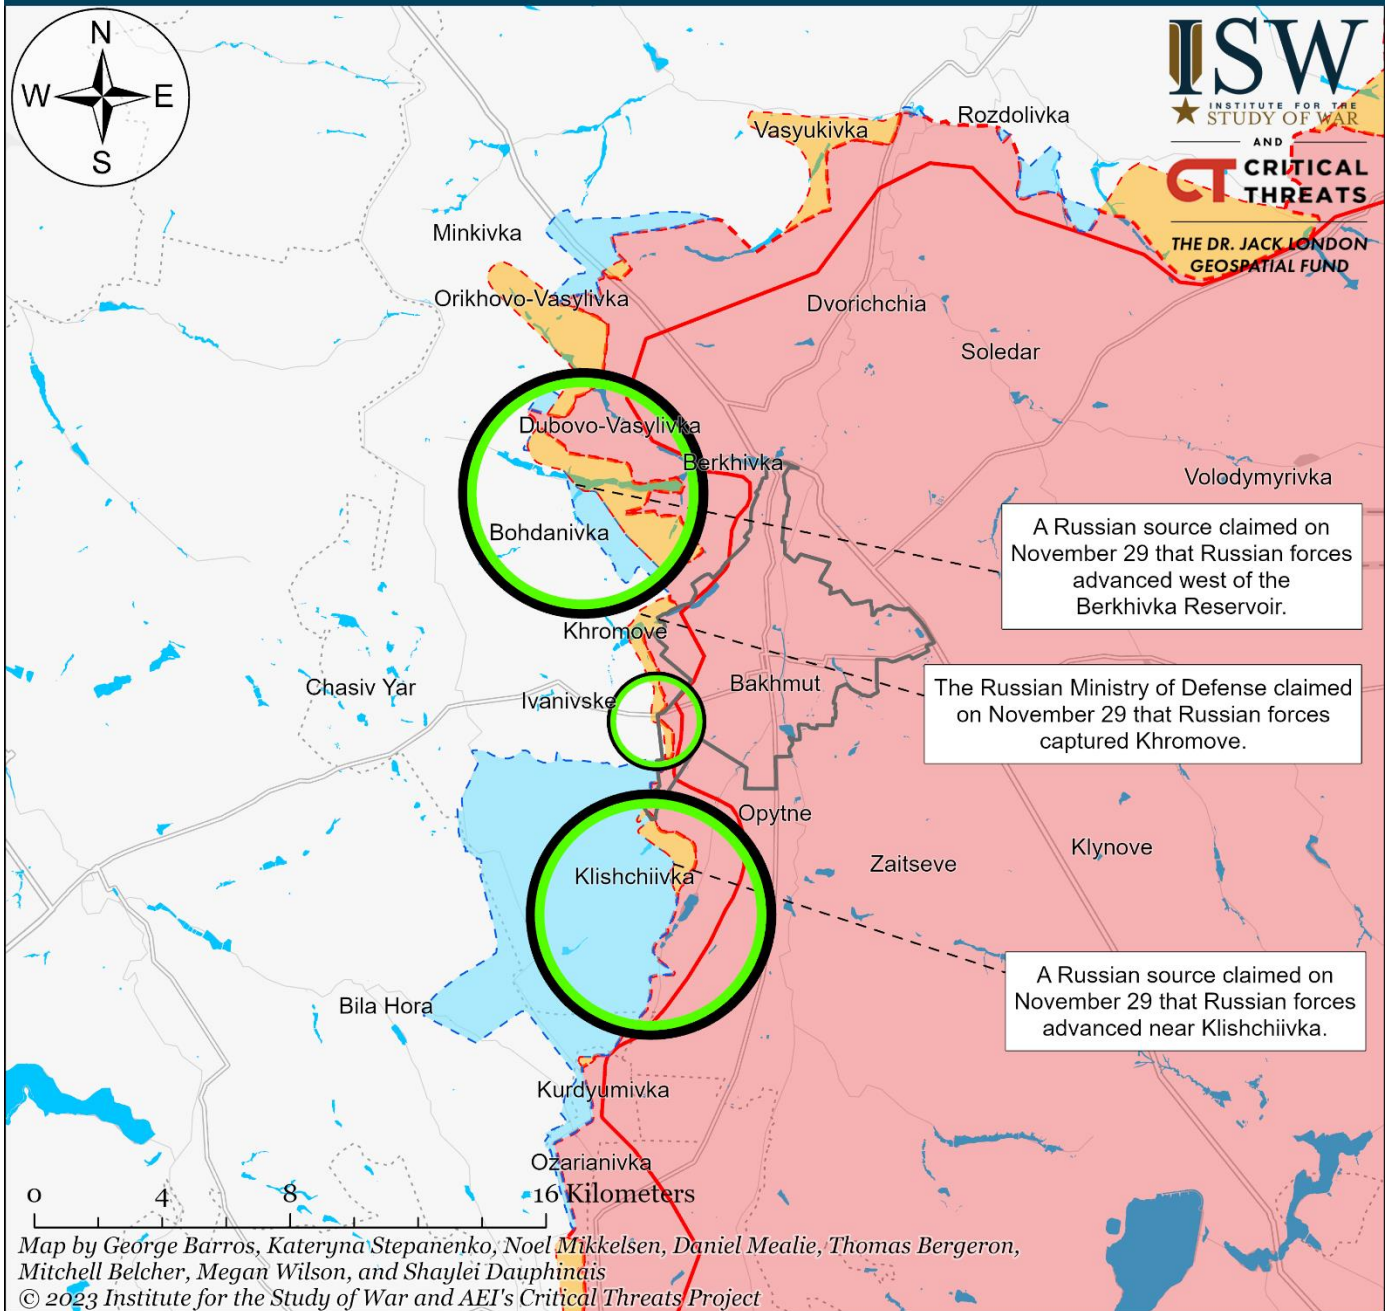 N
W E
S
ISW
INSTITUTE FOR THE
STUDY OF WAR
AND
CT CRITICAL
THREATS
THE DR. JACK LONDON
GEOSPATIAL FUND
Rozdolivka
Vasyukivka
Minkivka
Orikhovo-Vasylivka
Dvorichchia
Soledar
Dubovo-Vasylivka
Berkhivka
Volodymyrivka
A Russian source claimed on
November 29 that Russian forces
advanced west of the
Berkhivka Reservoir.
Bohdanivka
Khromove
Chasiv Yar
Ivanivske
Bakhmut
The Russian Ministry of Defense claimed
on November 29 that Russian forces
captured Khromove.
Opytne
Klynove
Zaitseve
Klishchiivka
A Russian source claimed on
November 29 that Russian forces
advanced near Klishchiivka.
Bila Hora
Kurdyumivka
Ozarianivka
0 4 8 16 Kilometers
Map by George Barros, Kateryna Stepanenko, Noel Mikkelsen, Daniel Mealie, Thomas Bergeron,
Mitchell Belcher, Megan Wilson, and Shaylei Dauphinais
© 2023 Institute for the Study of War and AEI's Critical Threats Project